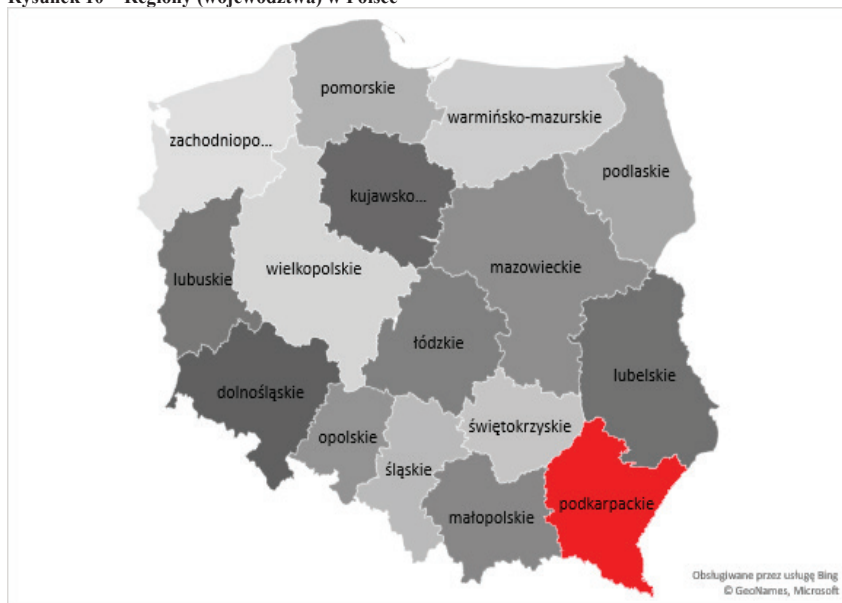 Rysunek 10 – Regiony (województwa) w Polsce
pomorskie
warmińsko-mazurskie
zachodniopo...
podlaskie
kujawsko...
mazowieckie
wielkopolskie
lubuskie
łódzkie
lubelskie
dolnośląskie
świętokrzyskie
opolskie
śląskie
podkarpackie
małopolskie
Obsługiwane przez usługę Bing
© GeoNames, Microsoft